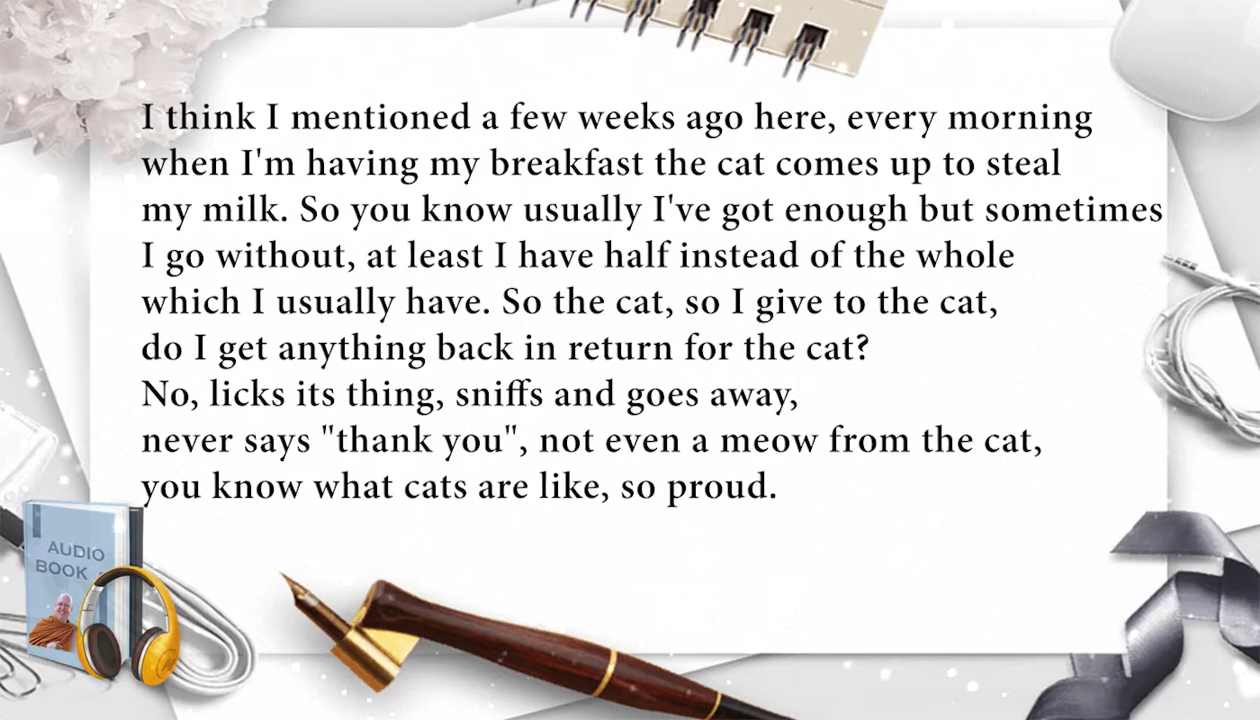 I think I mentioned a few weeks ago here, every morning
when I'm having my breakfast the cat comes up to steal
my milk. So you know usually I've got enough but sometimes
I go without, at least I have half instead of the whole
which I usually have. So the cat, so I give to the cat,
do I get anything back in return for the cat?
No, licks its thing, sniffs and goes away,
never says "thank you", not even a meow from the cat,
you know what cats are like, so proud.
AUDIO
BOOK